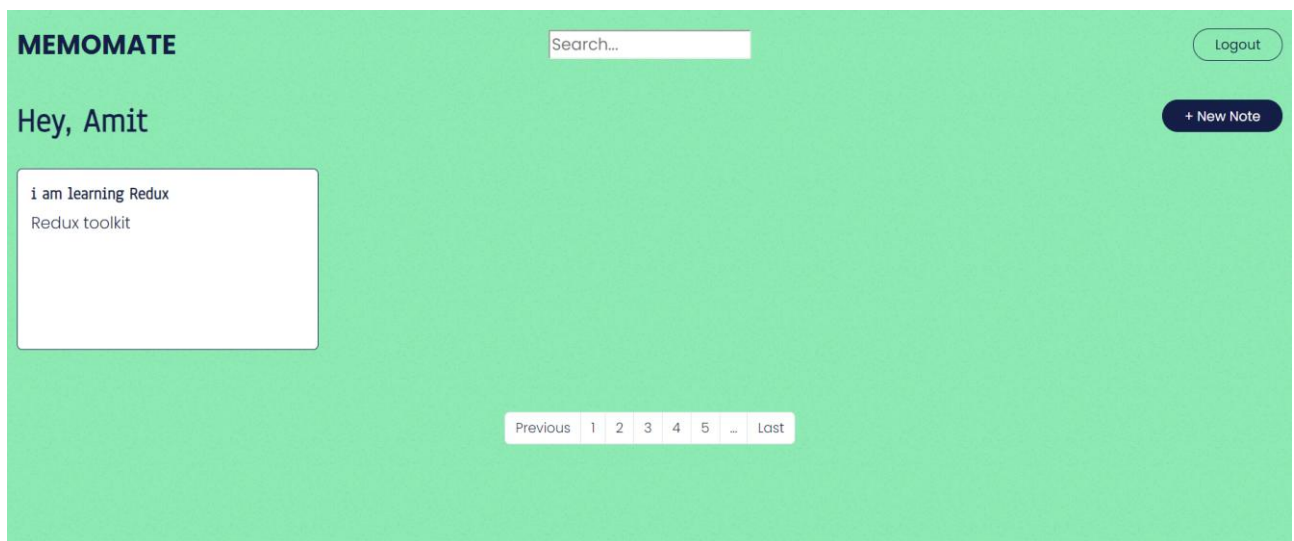 MEMOMATE
Search...
Logout
Hey, Amit
+ New Note
i am learning Redux
Redux toolkit
Previous 1 2 3 4 5 ... Last